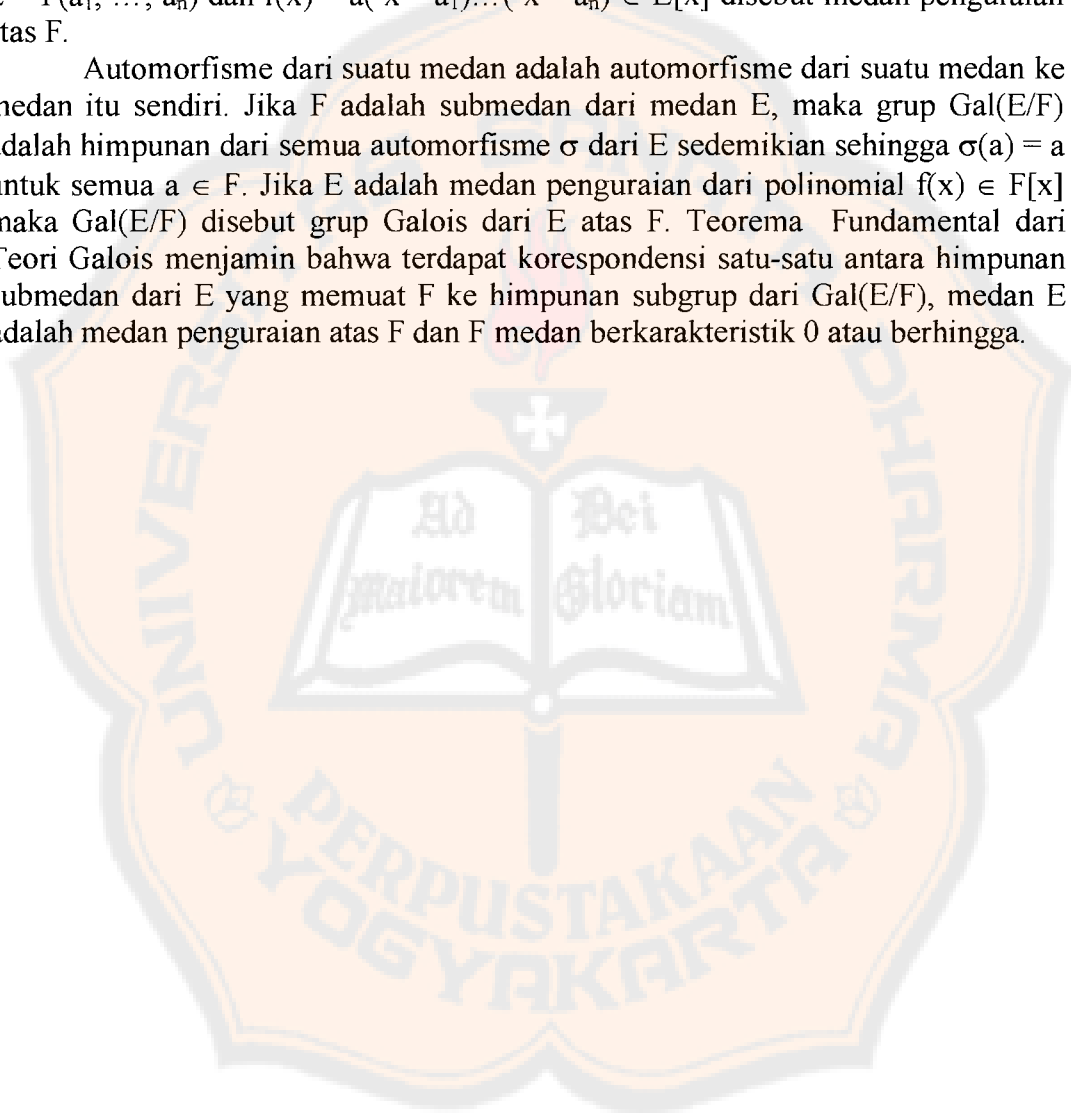 tas F.
Automorfisme dari suatu medan adalah automorfisme dari suatu medan ke
medan itu sendiri. Jika F adalah submedan dari medan E, maka grup Gal(E/F)
adalah himpunan dari semua automorfisme σ dari E sedemikian sehingga σ(a) = a
untuk semua a ∈ F. Jika E adalah medan penguraian dari polinomial f(x) ∈ F[x]
maka Gal(E/F) disebut grup Galois dari E atas F. Teorema Fundamental dari
Teori Galois menjamin bahwa terdapat korespondensi satu-satu antara himpunan
submedan dari E yang memuat F ke himpunan subgrup dari Gal(E/F), medan E
adalah medan penguraian atas F dan F medan berkarakteristik 0 atau berhingga.
UNIVERSITAS SANATA DHARMA
Ad Dei
Maiorem Gloriam
PERPUSTAKAAN
YOGYAKARTA